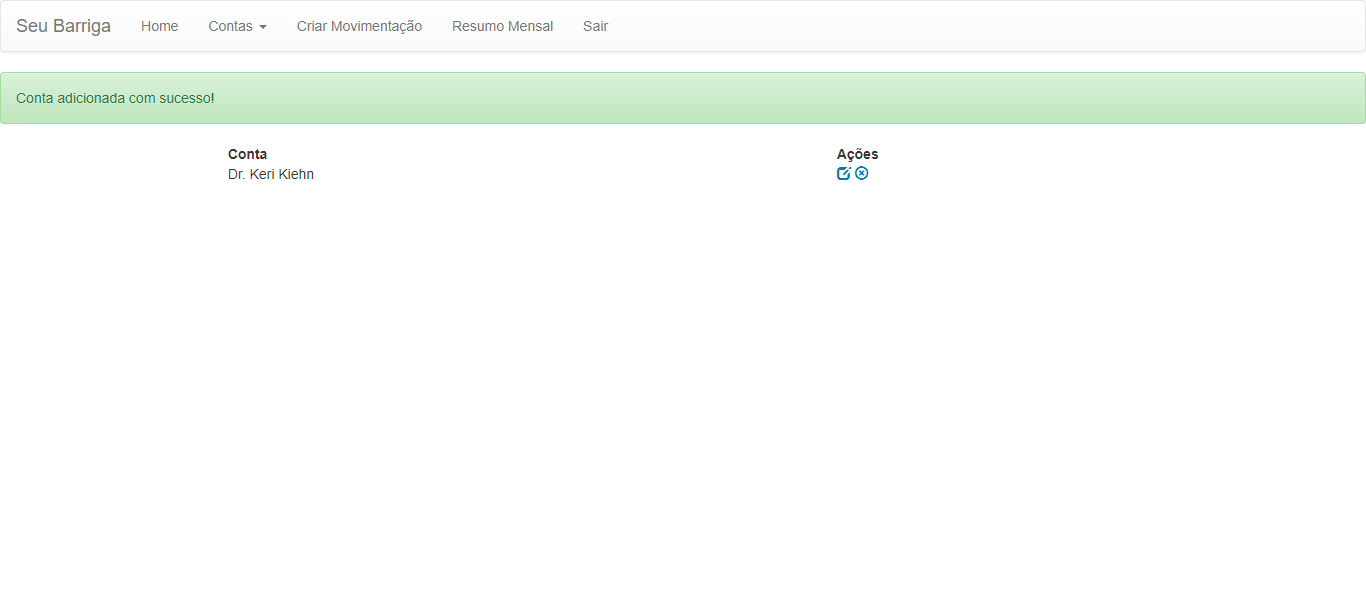 Seu Barriga Home Contas Criar Movimentação Resumo Mensal Sair
Conta adicionada com sucesso!
Conta Ações
Dr. Keri Kiehn